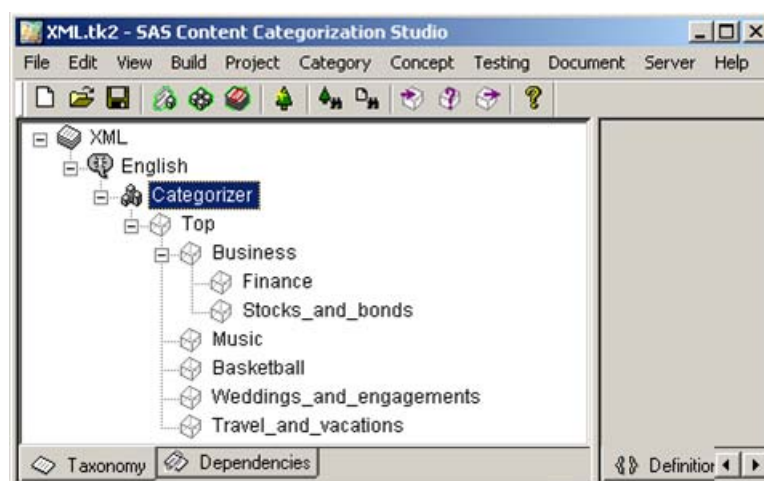 XML.tk2 - SAS Content Categorization Studio
File Edit View Build Project Category Concept Testing Document Server Help
XML
English
Categorizer
Top
Business
Finance
Stocks_and_bonds
Music
Basketball
Weddings_and_engagements
Travel_and_vacations
Taxonomy Dependencies Definition